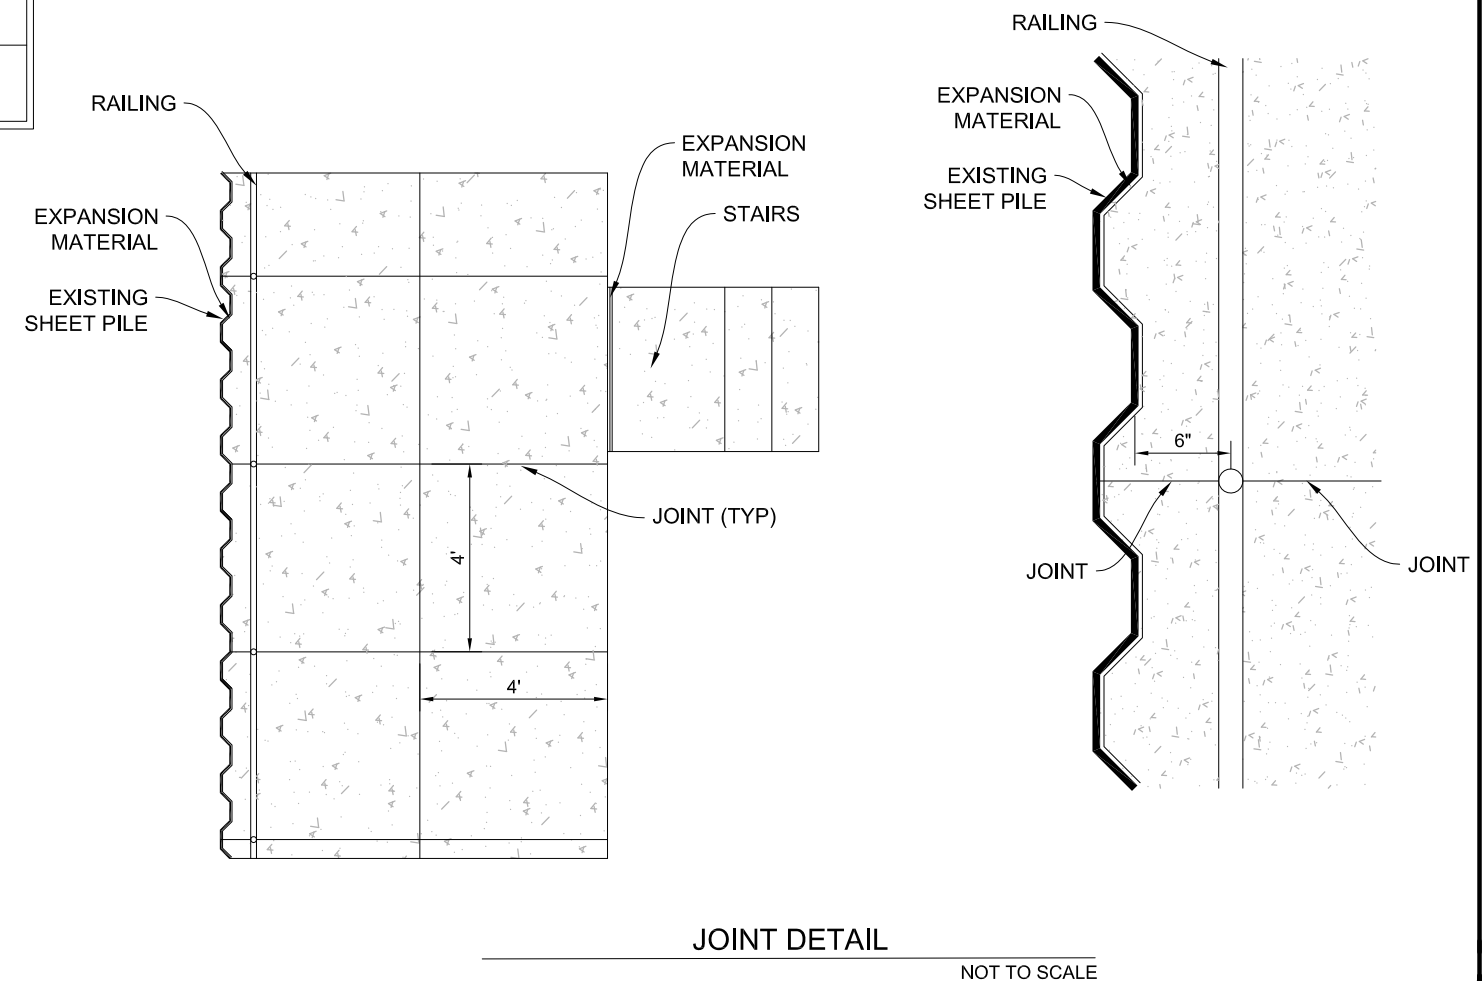 RAILING
EXPANSION
MATERIAL
EXISTING
SHEET PILE
EXPANSION
MATERIAL
STAIRS
JOINT (TYP)
4'
4'
RAILING
EXPANSION
MATERIAL
EXISTING
SHEET PILE
6"
JOINT
JOINT
JOINT DETAIL
NOT TO SCALE